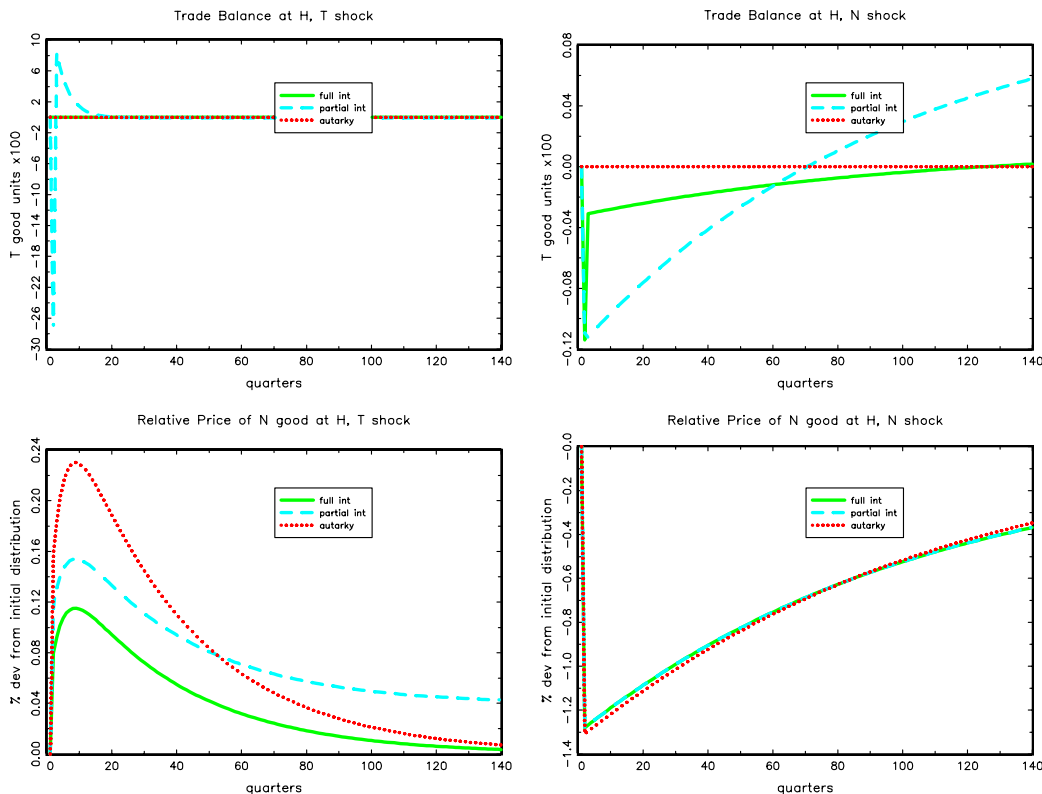 Trade Balance at H, T shock
T good units x100
10
6
2
−2
−6
−10
−14
−18
−22
−26
−30
full int
partial int
autarky
0 20 40 60 80 100 120 140
quarters
Trade Balance at H, N shock
T good units x100
0.08
0.04
0.00
−0.04
−0.08
−0.12
full int
partial int
autarky
0 20 40 60 80 100 120 140
quarters
Relative Price of N good at H, T shock
% dev from initial distribution
0.24
0.20
0.16
0.12
0.08
0.04
0.00
full int
partial int
autarky
0 20 40 60 80 100 120 140
quarters
Relative Price of N good at H, N shock
% dev from initial distribution
−0.0
−0.2
−0.4
−0.6
−0.8
−1.0
−1.2
−1.4
full int
partial int
autarky
0 20 40 60 80 100 120 140
quarters